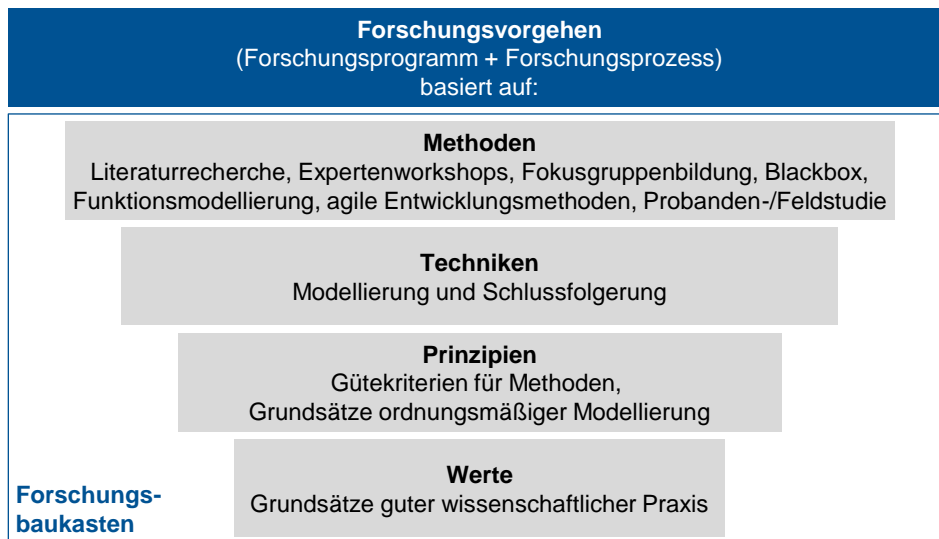 Forschungsvorgehen
(Forschungsprogramm + Forschungsprozess)
basiert auf:
Methoden
Literaturrecherche, Expertenworkshops, Fokusgruppenbildung, Blackbox,
Funktionsmodellierung, agile Entwicklungsmethoden, Probanden-/Feldstudie
Techniken
Modellierung und Schlussfolgerung
Prinzipien
Gütekriterien für Methoden,
Grundsätze ordnungsmäßiger Modellierung
Werte
Grundsätze guter wissenschaftlicher Praxis
Forschungs-
baukasten